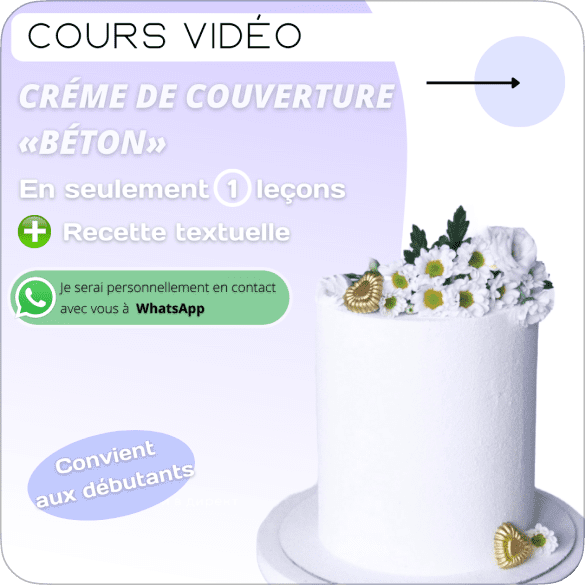 COURS VIDÉO
CRÉME DE COUVERTURE
«BÉTON»
En seulement 1 leçons
Recette textuelle
Je serai personnellement en contact
avec vous à WhatsApp
Convient
aux débutants